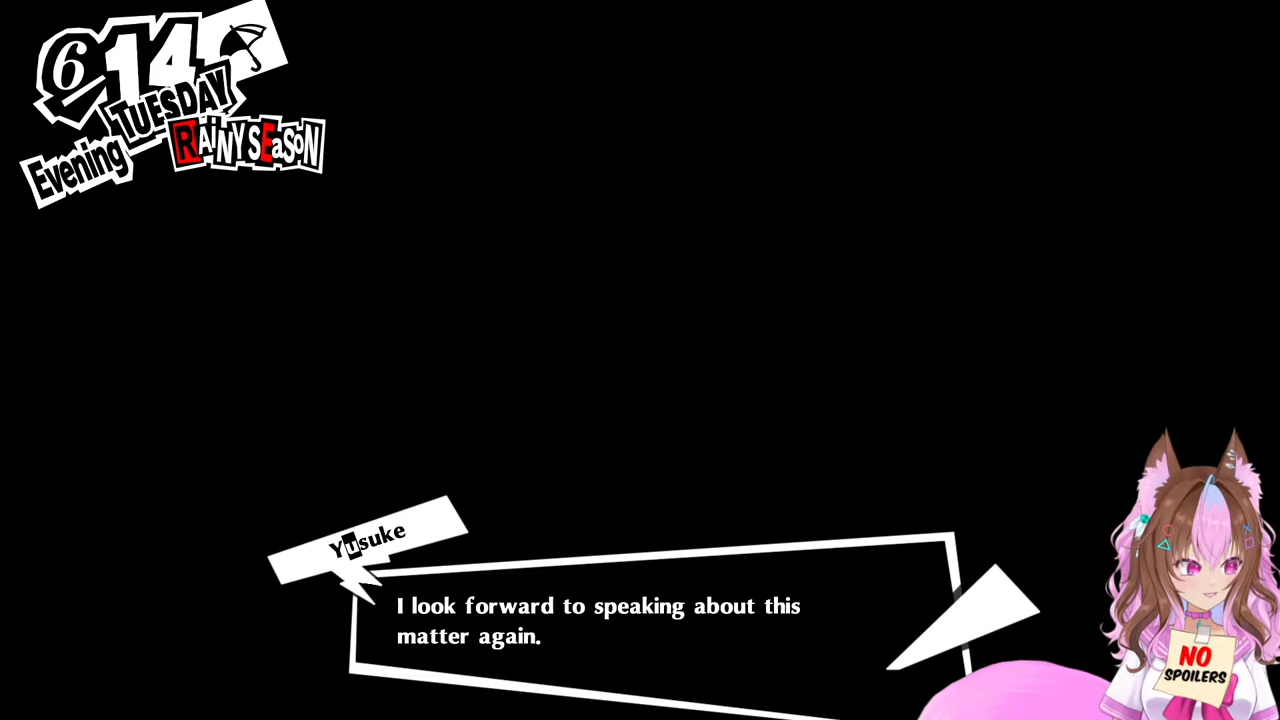 6/14
TUESDAY
Evening
RAiNY SEaSoN
Yusuke
I look forward to speaking about this
matter again.
NO
SPOILERS